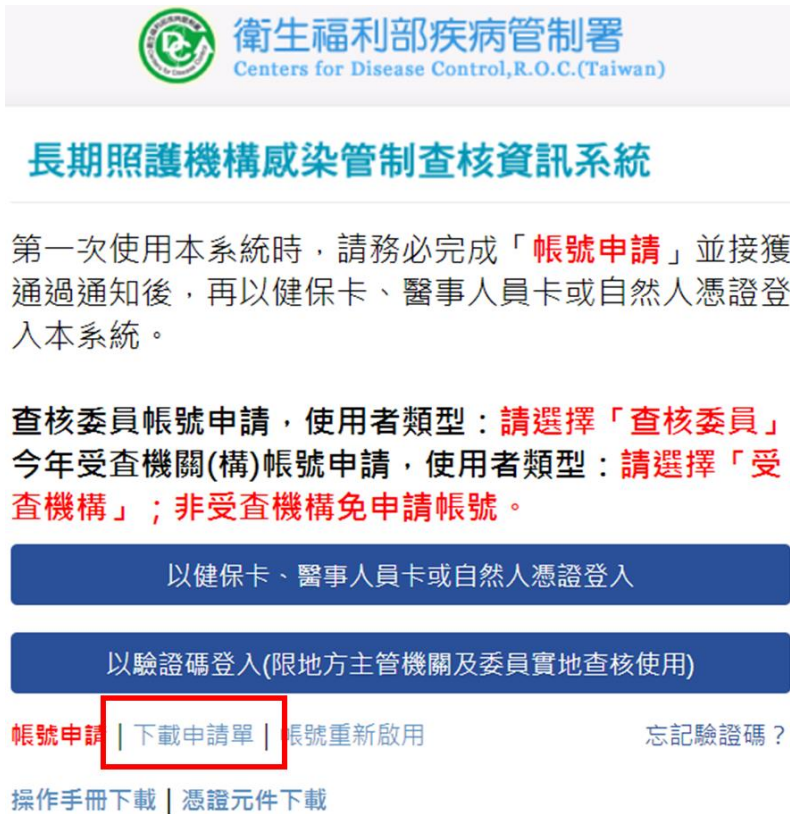 衛生福利部疾病管制署
Centers for Disease Control,R.O.C.(Taiwan)
長期照護機構感染管制查核資訊系統
第一次使用本系統時，請務必完成「帳號申請」並接獲
通過通知後，再以健保卡、醫事人員卡或自然人憑證登
入本系統。
查核委員帳號申請，使用者類型：請選擇「查核委員」
今年受查機關(構)帳號申請，使用者類型：請選擇「受
查機構」；非受查機構免申請帳號。
以健保卡、醫事人員卡或自然人憑證登入
以驗證碼登入(限地方主管機關及委員實地查核使用)
帳號申請 | 下載申請單 | 帳號重新啟用 忘記驗證碼？
操作手冊下載 | 憑證元件下載